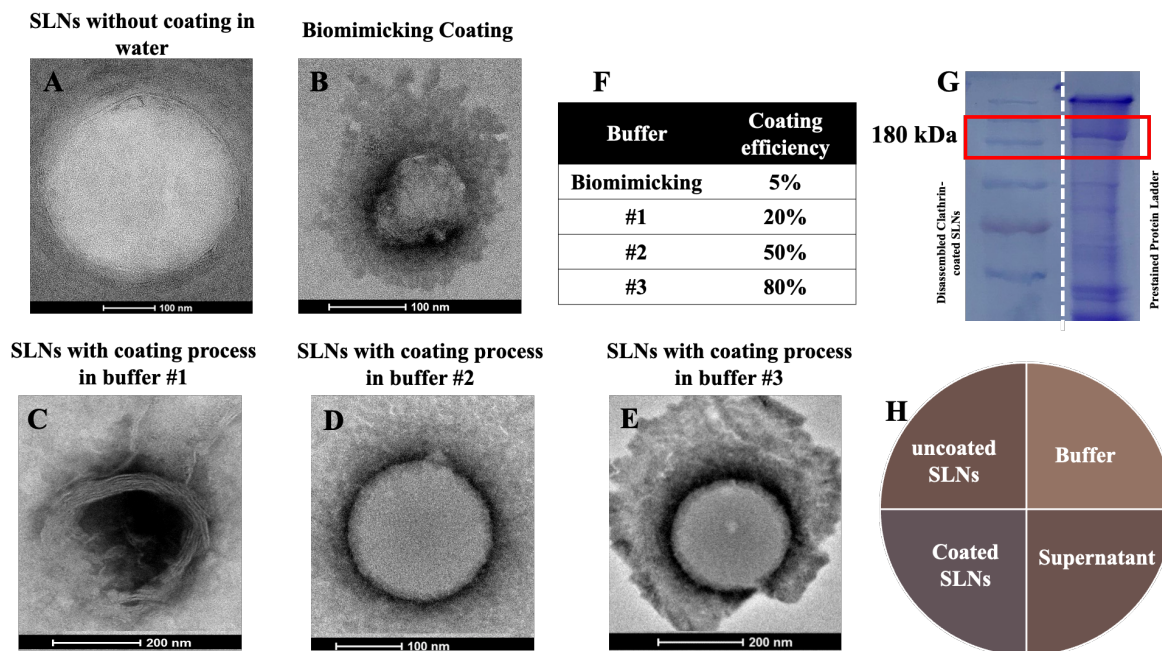 SLNs without coating in
water
A
100 nm
Biomimicking Coating
B
100 nm
F
Buffer
Coating
efficiency
Biomimicking
5%
#1
20%
#2
50%
#3
80%
G
180 kDa
Disassembled Clathrin-
coated SLNs
Prestained Protein Ladder
SLNs with coating process
in buffer #1
C
200 nm
SLNs with coating process
in buffer #2
D
100 nm
SLNs with coating process
in buffer #3
E
200 nm
H
uncoated
SLNs
Buffer
Coated
SLNs
Supernatant